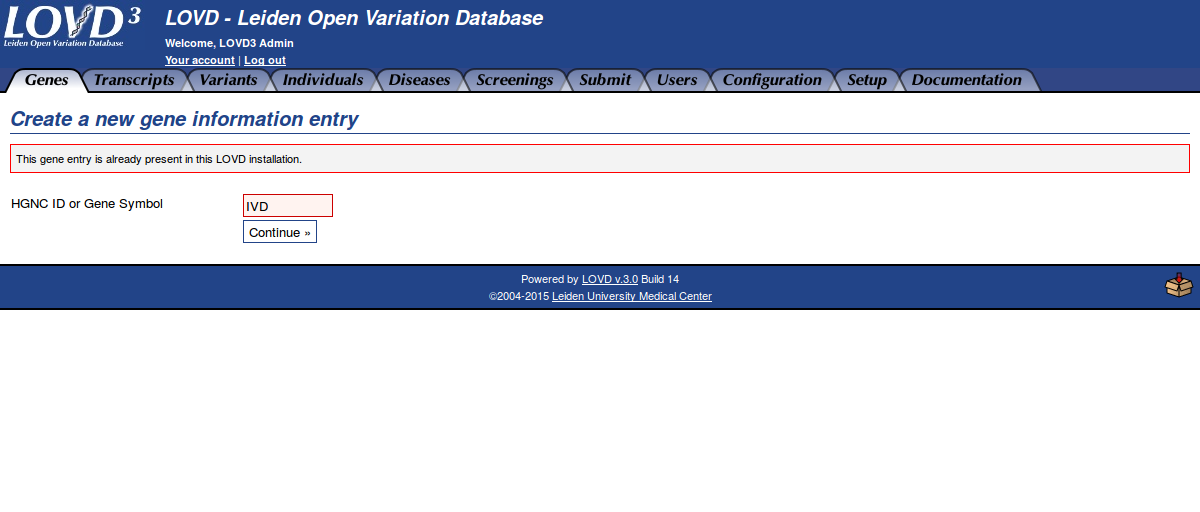 LOVD 3
Leiden Open Variation Database
LOVD - Leiden Open Variation Database
Welcome, LOVD3 Admin
Your account | Log out
Genes Transcripts Variants Individuals Diseases Screenings Submit Users Configuration Setup Documentation
Create a new gene information entry
This gene entry is already present in this LOVD installation.
HGNC ID or Gene Symbol IVD
Continue »
Powered by LOVD v.3.0 Build 14
©2004-2015 Leiden University Medical Center